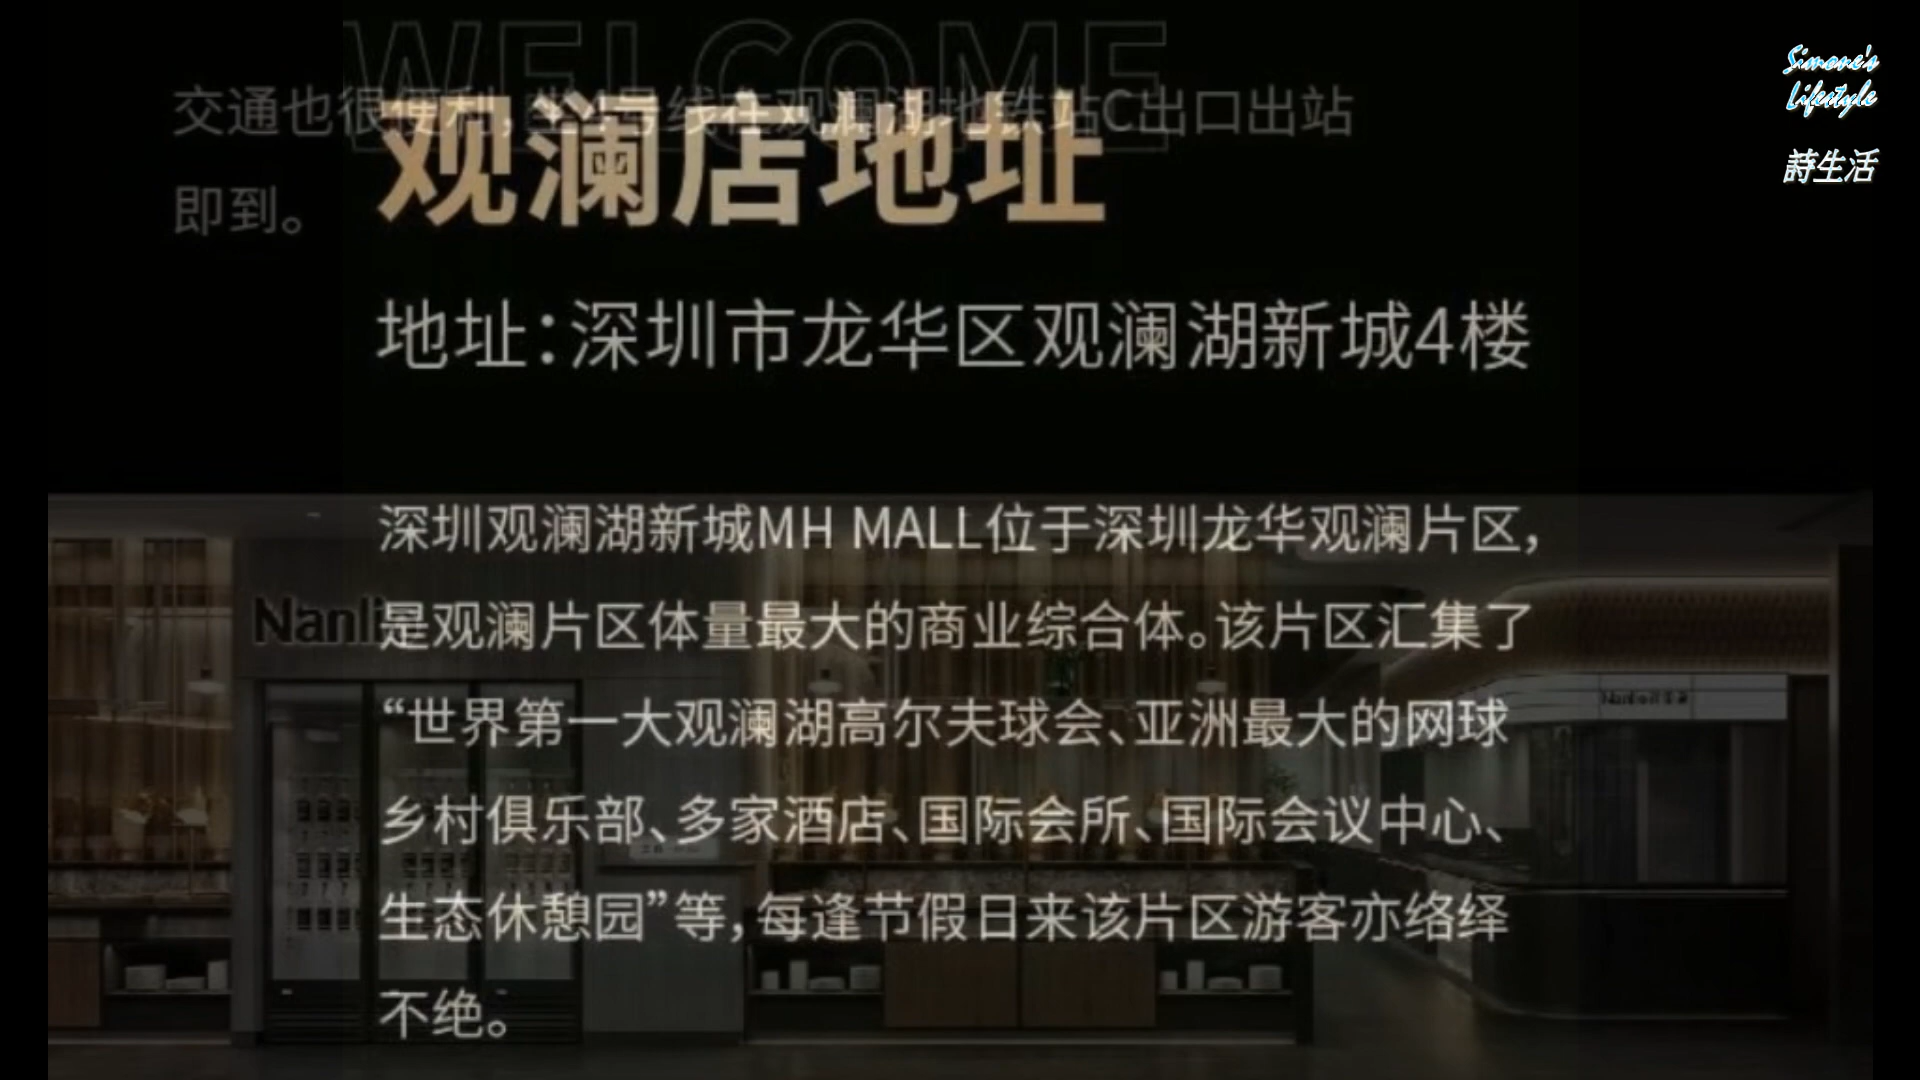 WELCOME
Simone's
Lifestyle
詩生活
交通也很便利，坐4号线在观澜湖地铁站C出口出站
即到。
观澜店地址
地址：深圳市龙华区观澜湖新城4楼
深圳观澜湖新城MH MALL位于深圳龙华观澜片区，
是观澜片区体量最大的商业综合体。该片区汇集了
“世界第一大观澜湖高尔夫球会、亚洲最大的网球
乡村俱乐部、多家酒店、国际会所、国际会议中心、
生态休憩园”等，每逢节假日来该片区游客亦络绎
不绝。